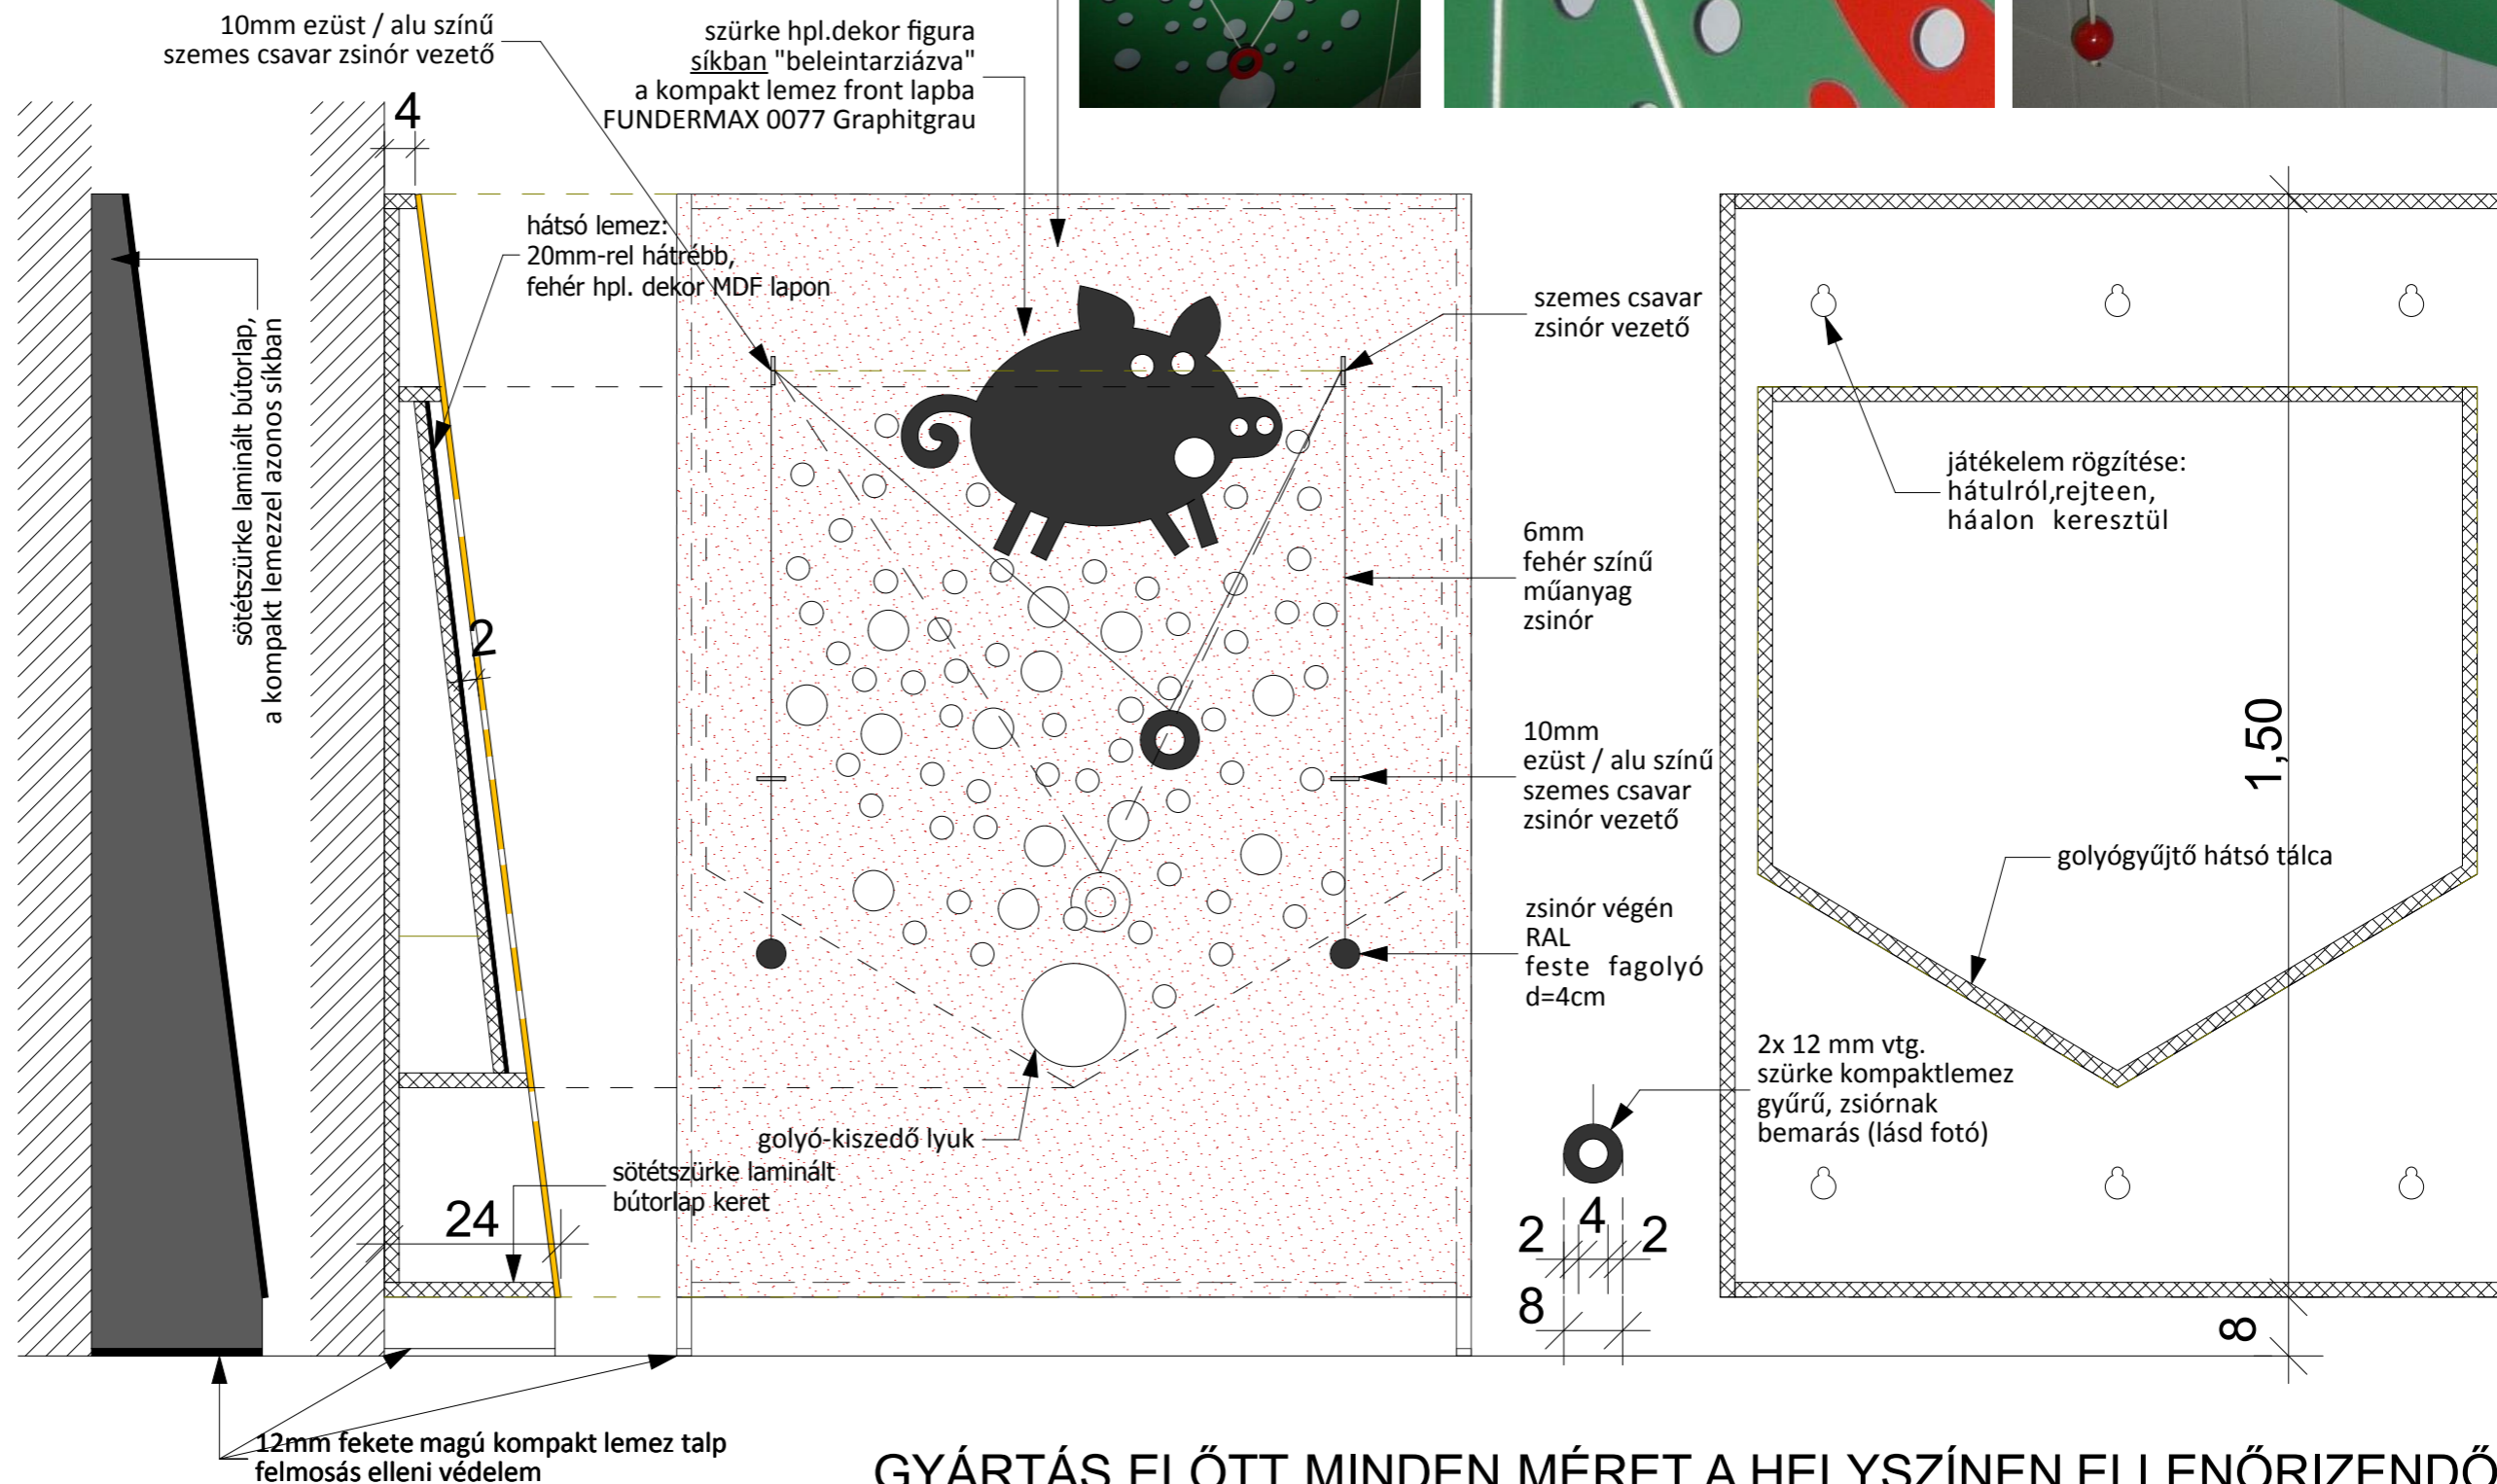 10mm ezüst / alu színű
szemes csavar zsinór vezető
szürke hpl.dekor figura
síkban "beleintarziázva"
a kompakt lemez front lapba
FUNDERMAX 0077 Graphitgrau
4
hátsó lemez:
20mm-rel hátrébb,
fehér hpl. dekor MDF lapon
sötétszürke laminált bútorlap,
a kompakt lemezzel azonos síkban
2
szemes csavar
zsinór vezető
játékelem rögzítése:
hátulról,rejteen,
háalon keresztül
6mm
fehér színű
műanyag
zsinór
1,50
10mm
ezüst / alu színű
szemes csavar
zsinór vezető
golyógyűjtő hátsó tálca
zsinór végén
RAL
feste fagolyó
d=4cm
2x 12 mm vtg.
szürke kompaktlemez
gyűrű, zsiórnak
bemarás (lásd fotó)
golyó-kiszedő lyuk
sötétszürke laminált
bútorlap keret
24
2 4 2
8
8
12mm fekete magú kompakt lemez talp
felmosás elleni védelem
GYÁRTÁS ELŐTT MINDEN MÉRET A HELYSZÍNEN ELLENŐRIZENDŐ